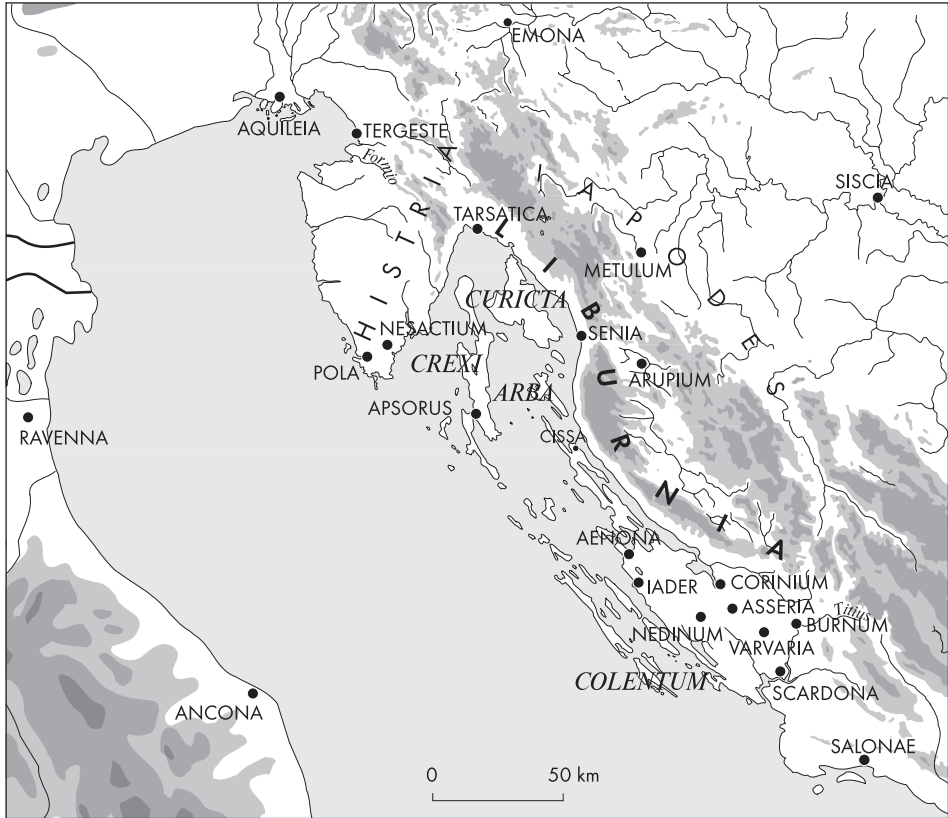 EMONA
AQUILEIA
TERGESTE
Formio
HISTRIA
IAPODES
SISCIA
TARSATICA
LIBURNIA
METULUM
CURICTA
NESACTIUM
SENIA
POLA
CREXI
ARUPIUM
ARBA
APSORUS
RAVENNA
CISSA
AENONA
IADER
CORINIUM
ASSERIA
Titius
BURNUM
NEDINUM
VARVARIA
COLENTUM
SCARDONA
ANCONA
SALONAE
0 50 km